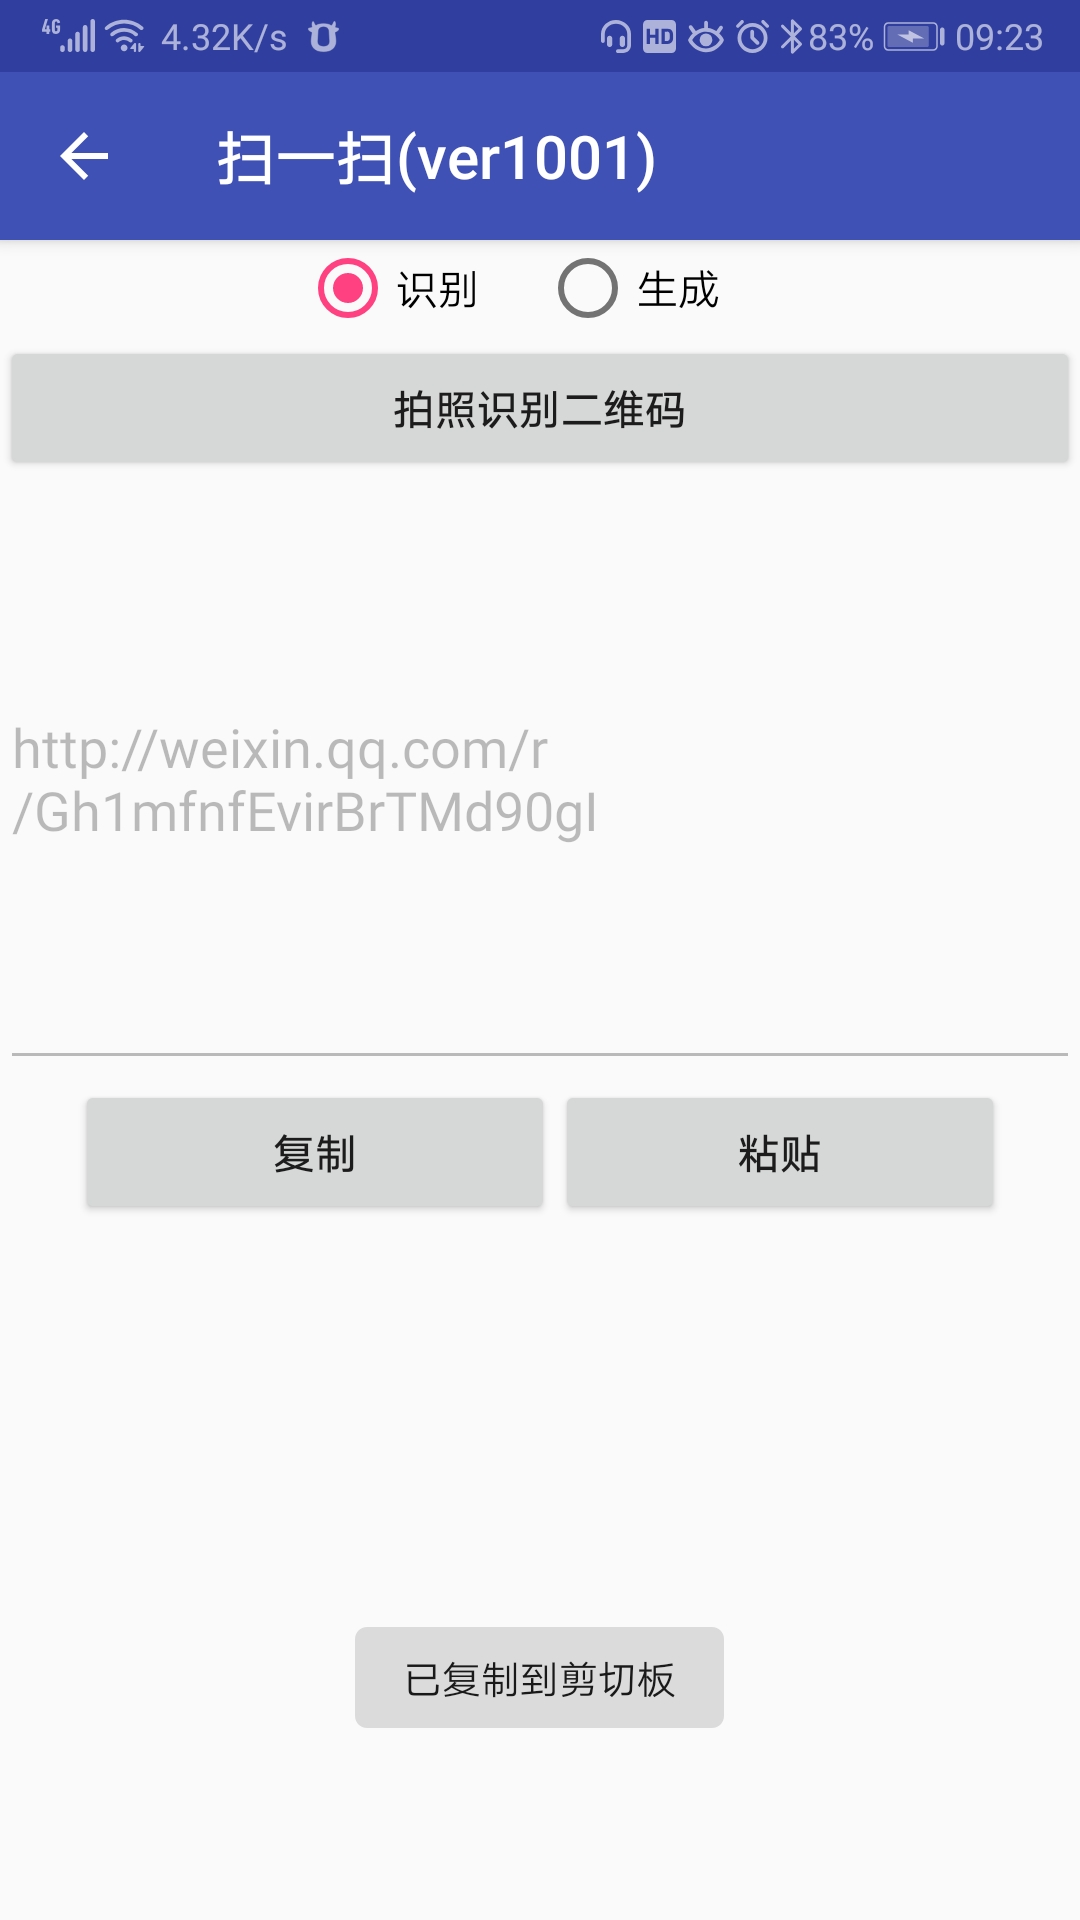 4G 4.32K/s HD 83% 09:23
扫一扫(ver1001)
识别 生成
拍照识别二维码
http://weixin.qq.com/r
/Gh1mfnfEvirBrTMd90gI
复制 粘贴
已复制到剪切板